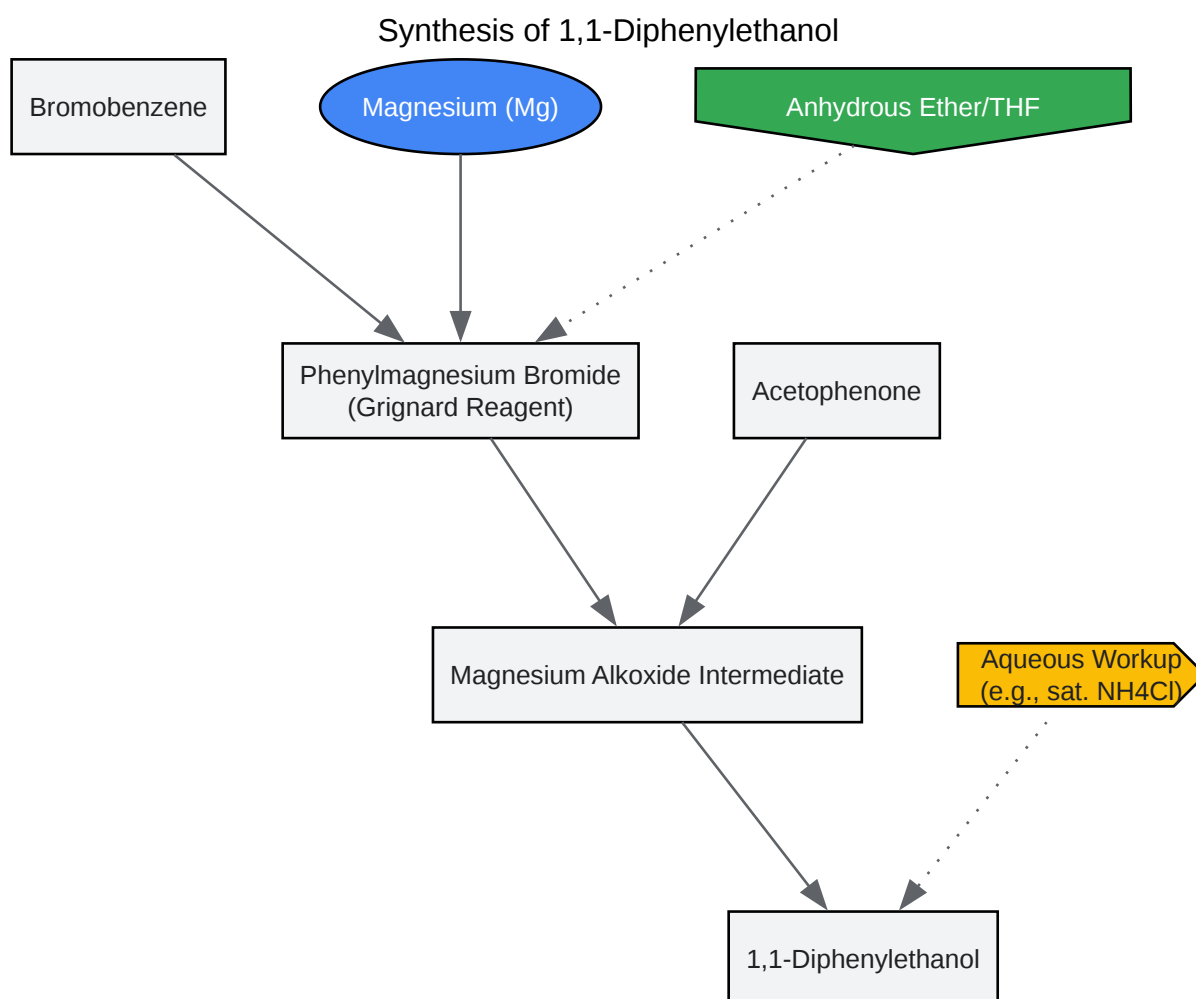 Synthesis of 1,1-Diphenylethanol
Bromobenzene
Magnesium (Mg)
Anhydrous Ether/THF
Phenylmagnesium Bromide
(Grignard Reagent)
Acetophenone
Magnesium Alkoxide Intermediate
Aqueous Workup
(e.g., sat. NH4Cl)
1,1-Diphenylethanol